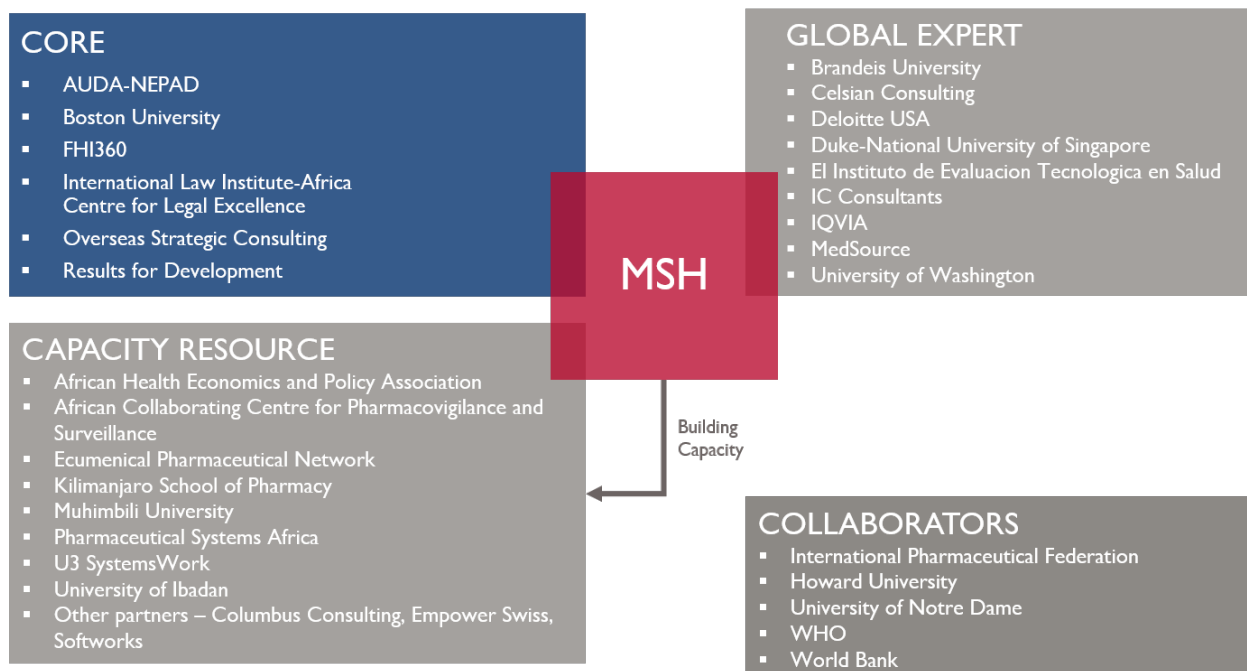 CORE
▪ AUDA-NEPAD
▪ Boston University
▪ FHI360
▪ International Law Institute-Africa
Centre for Legal Excellence
▪ Overseas Strategic Consulting
▪ Results for Development
GLOBAL EXPERT
▪ Brandeis University
▪ Celsian Consulting
▪ Deloitte USA
▪ Duke-National University of Singapore
▪ El Instituto de Evaluacion Tecnologica en Salud
▪ IC Consultants
▪ IQVIA
▪ MedSource
▪ University of Washington
MSH
CAPACITY RESOURCE
▪ African Health Economics and Policy Association
▪ African Collaborating Centre for Pharmacovigilance and
Surveillance
▪ Ecumenical Pharmaceutical Network
▪ Kilimanjaro School of Pharmacy
▪ Muhimbili University
▪ Pharmaceutical Systems Africa
▪ U3 SystemsWork
▪ University of Ibadan
▪ Other partners – Columbus Consulting, Empower Swiss,
Softworks
Building
Capacity
COLLABORATORS
▪ International Pharmaceutical Federation
▪ Howard University
▪ University of Notre Dame
▪ WHO
▪ World Bank